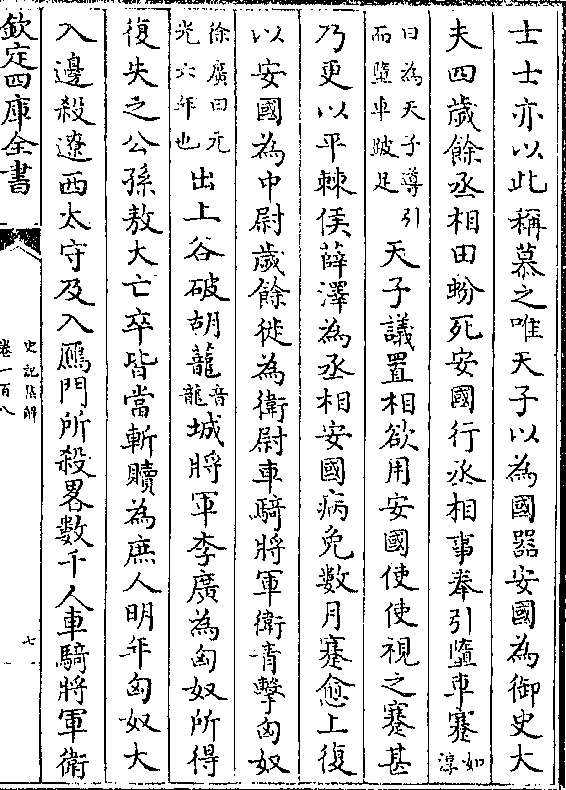 士士亦以此稱慕之唯天子以為國器安國為御史大
夫四歲餘丞相田蚡死安國行丞相事奉引墮車蹇如淳
曰為天子導引而墮車跛足天子議置相欲用安國使使視之蹇甚
乃更以平棘侯薛澤為丞相安國病免數月蹇愈上復
以安國為中尉歲餘徙為衛尉車騎將軍衛青擊匈奴
徐廣曰元光六年也出上谷破胡蘢音龍城將軍李廣為匈奴所得
復失之公孫敖大亡卒皆當斬贖為庶人明年匈奴大
入邊殺遼西太守及入鴈門所殺畧數千人車騎將軍衛
欽定四庫全書
史記集解
卷一百八
七